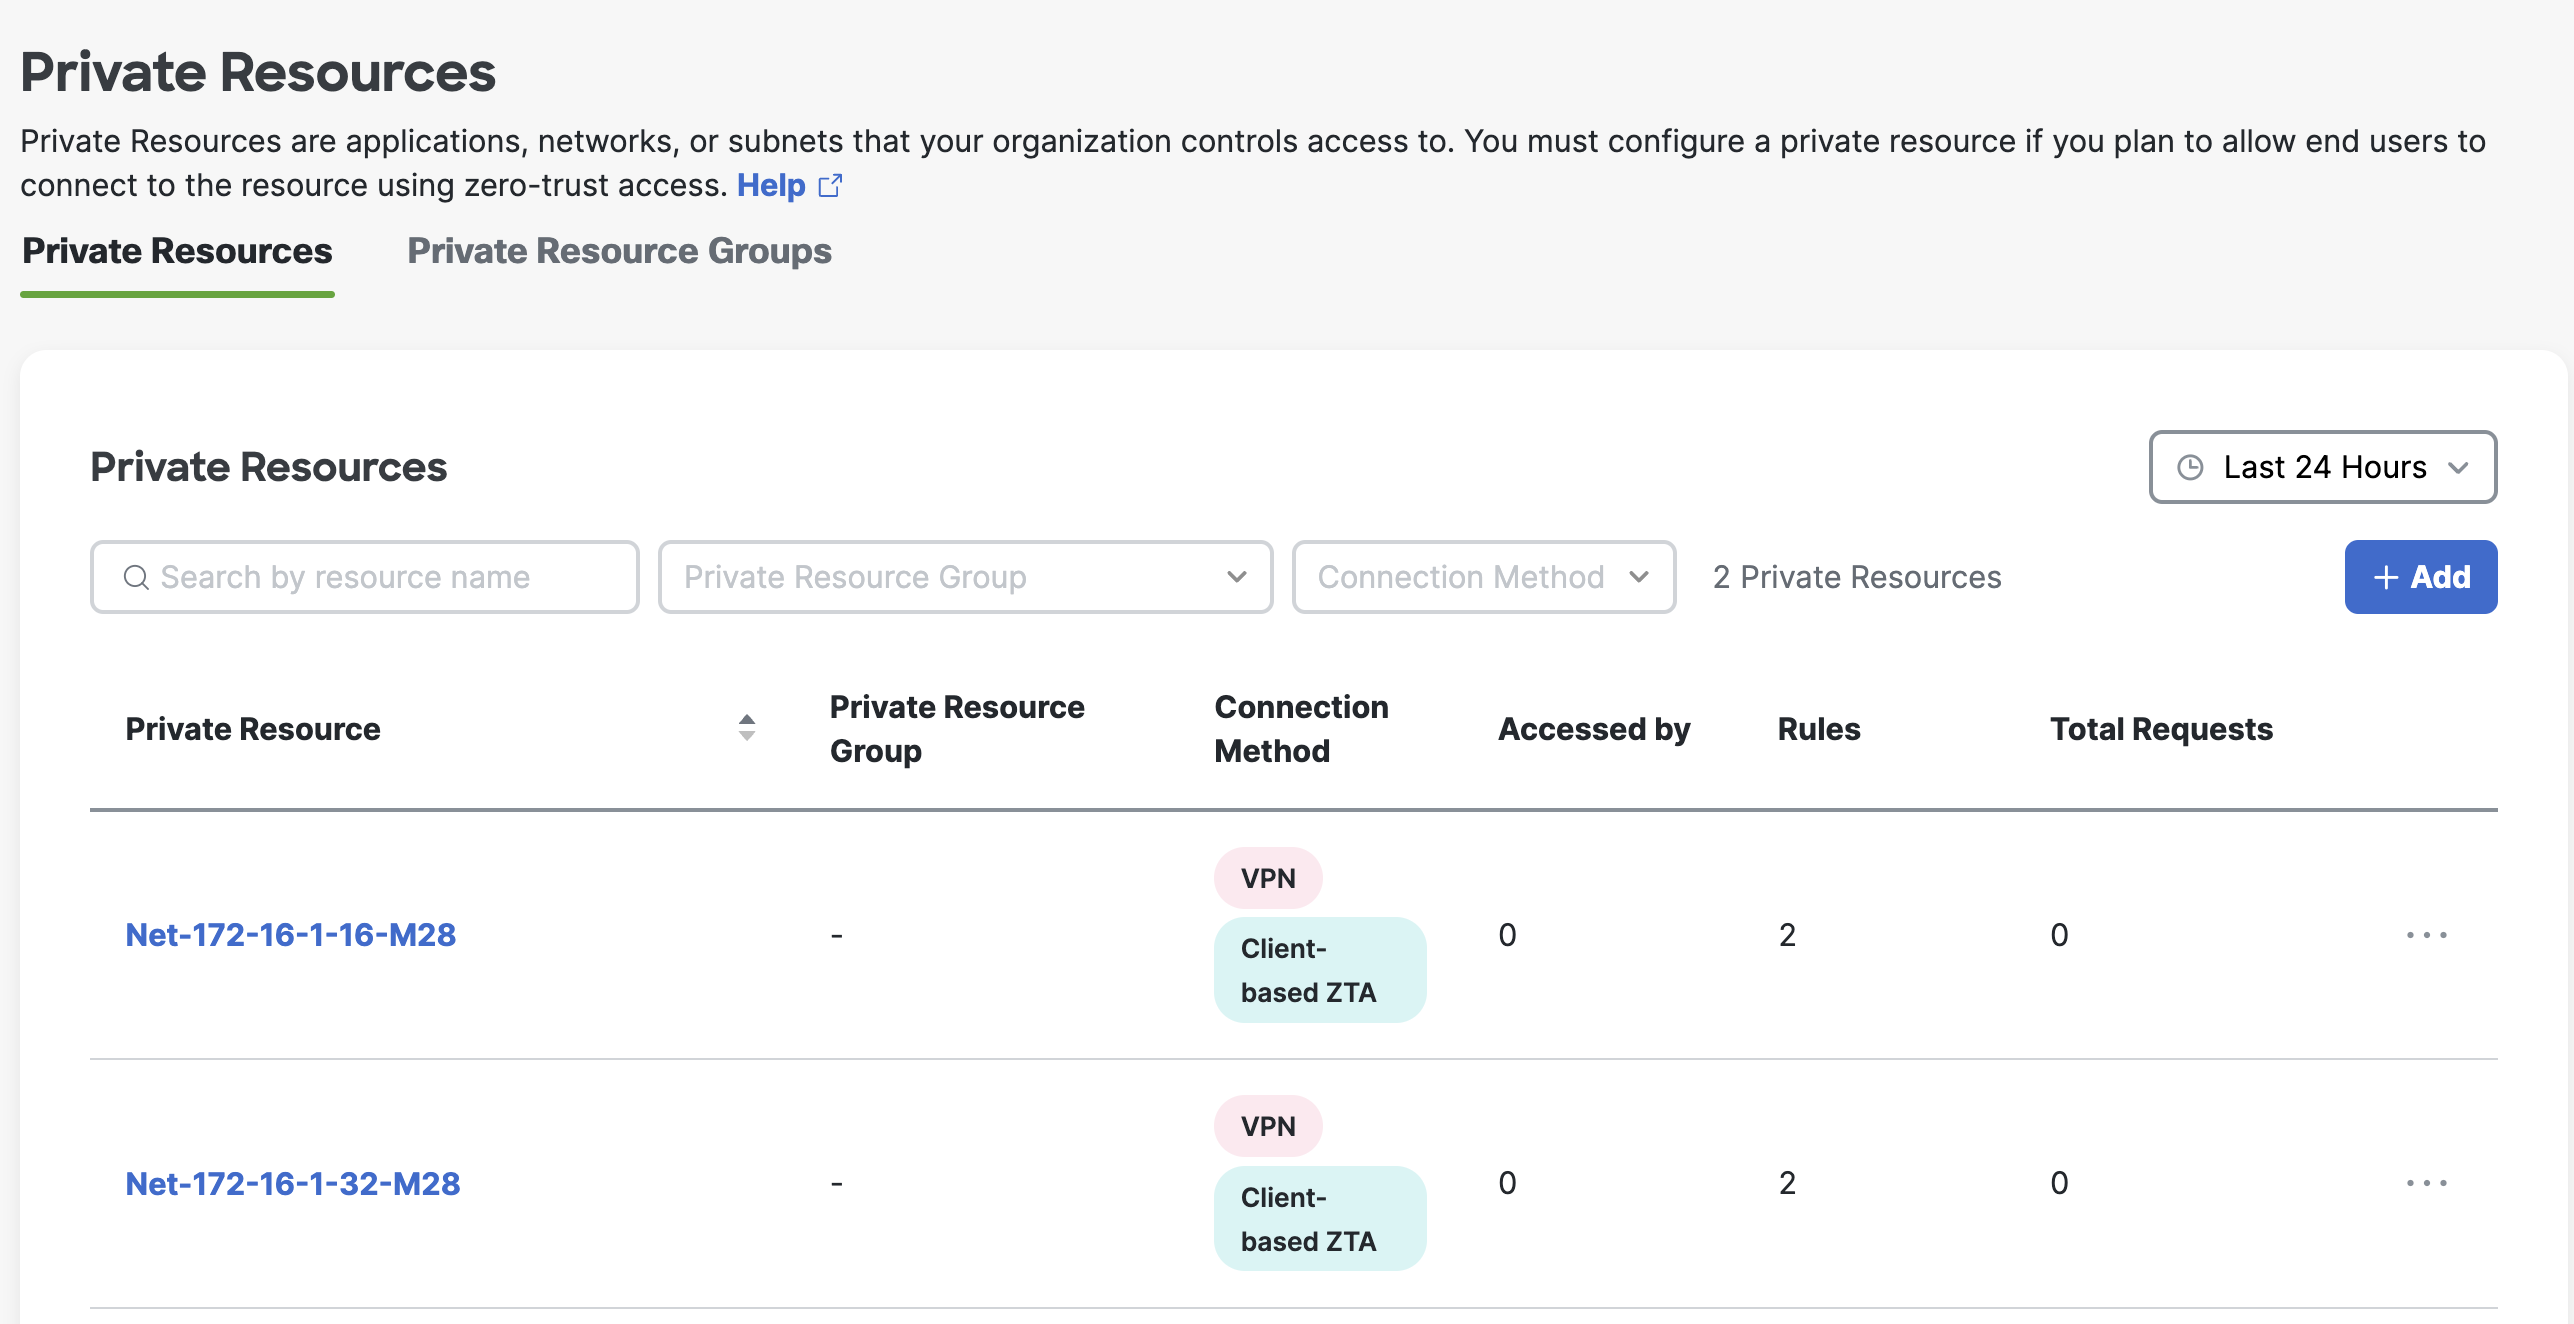 Private Resources
Private Resources are applications, networks, or subnets that your organization controls access to. You must configure a private resource if you plan to allow end users to
connect to the resource using zero-trust access. Help
Private Resources Private Resource Groups
Private Resources Last 24 Hours
Search by resource name Private Resource Group Connection Method 2 Private Resources + Add
Private Resource Private Resource Group Connection Method Accessed by Rules Total Requests
Net-172-16-1-16-M28 - VPN 0 2 0 ...
Client-
based ZTA
Net-172-16-1-32-M28 - VPN 0 2 0 ...
Client-
based ZTA